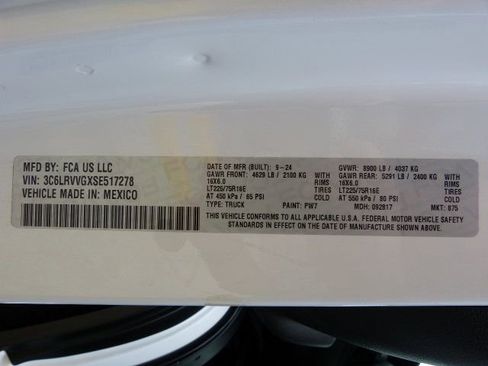 MFD BY: FCA US LLC
VIN: 3C6LRVVGXSE517278
VEHICLE MADE IN: MEXICO
DATE OF MFR (BUILT): 9-24 GVWR: 8900 LB / 4037 KG
GAWR FRONT: 4629 LB / 2100 KG GAWR REAR: 5291 LB / 2400 KG
16X6.0 TIRES 16X6.0 TIRES
LT225/75R16E RIMS LT225/75R16E RIMS
AT 450 kPa / 65 PSI COLD AT 550 kPa / 80 PSI COLD
TYPE: TRUCK PAINT: PW7 MDH: 092817 MKT: 875
THIS VEHICLE CONFORMS TO ALL APPLICABLE U.S.A. FEDERAL MOTOR VEHICLE SAFETY
STANDARDS IN EFFECT ON THE DATE OF MANUFACTURE SHOWN ABOVE.